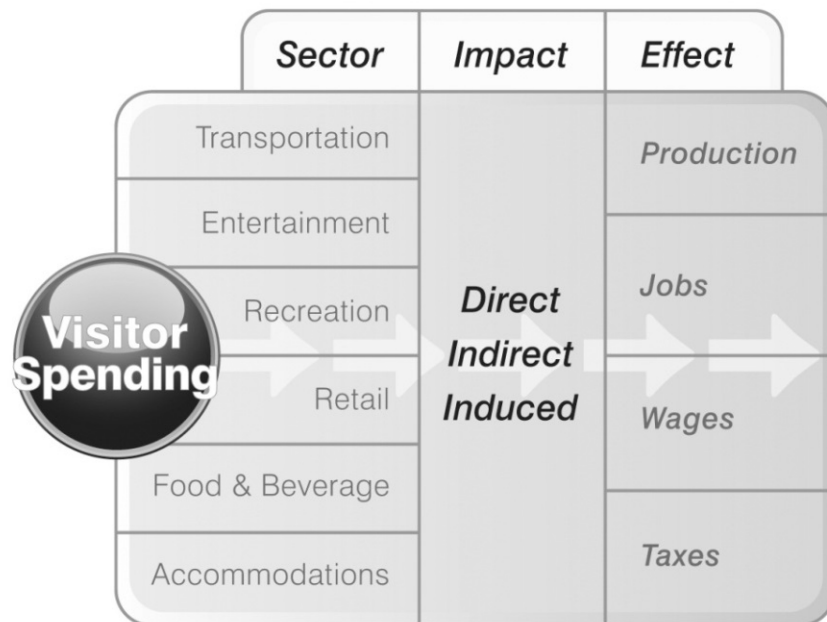 Sector Impact Effect
Transportation
Entertainment
Recreation
Retail
Food & Beverage
Accommodations
Visitor
Spending
Direct
Indirect
Induced
Production
Jobs
Wages
Taxes